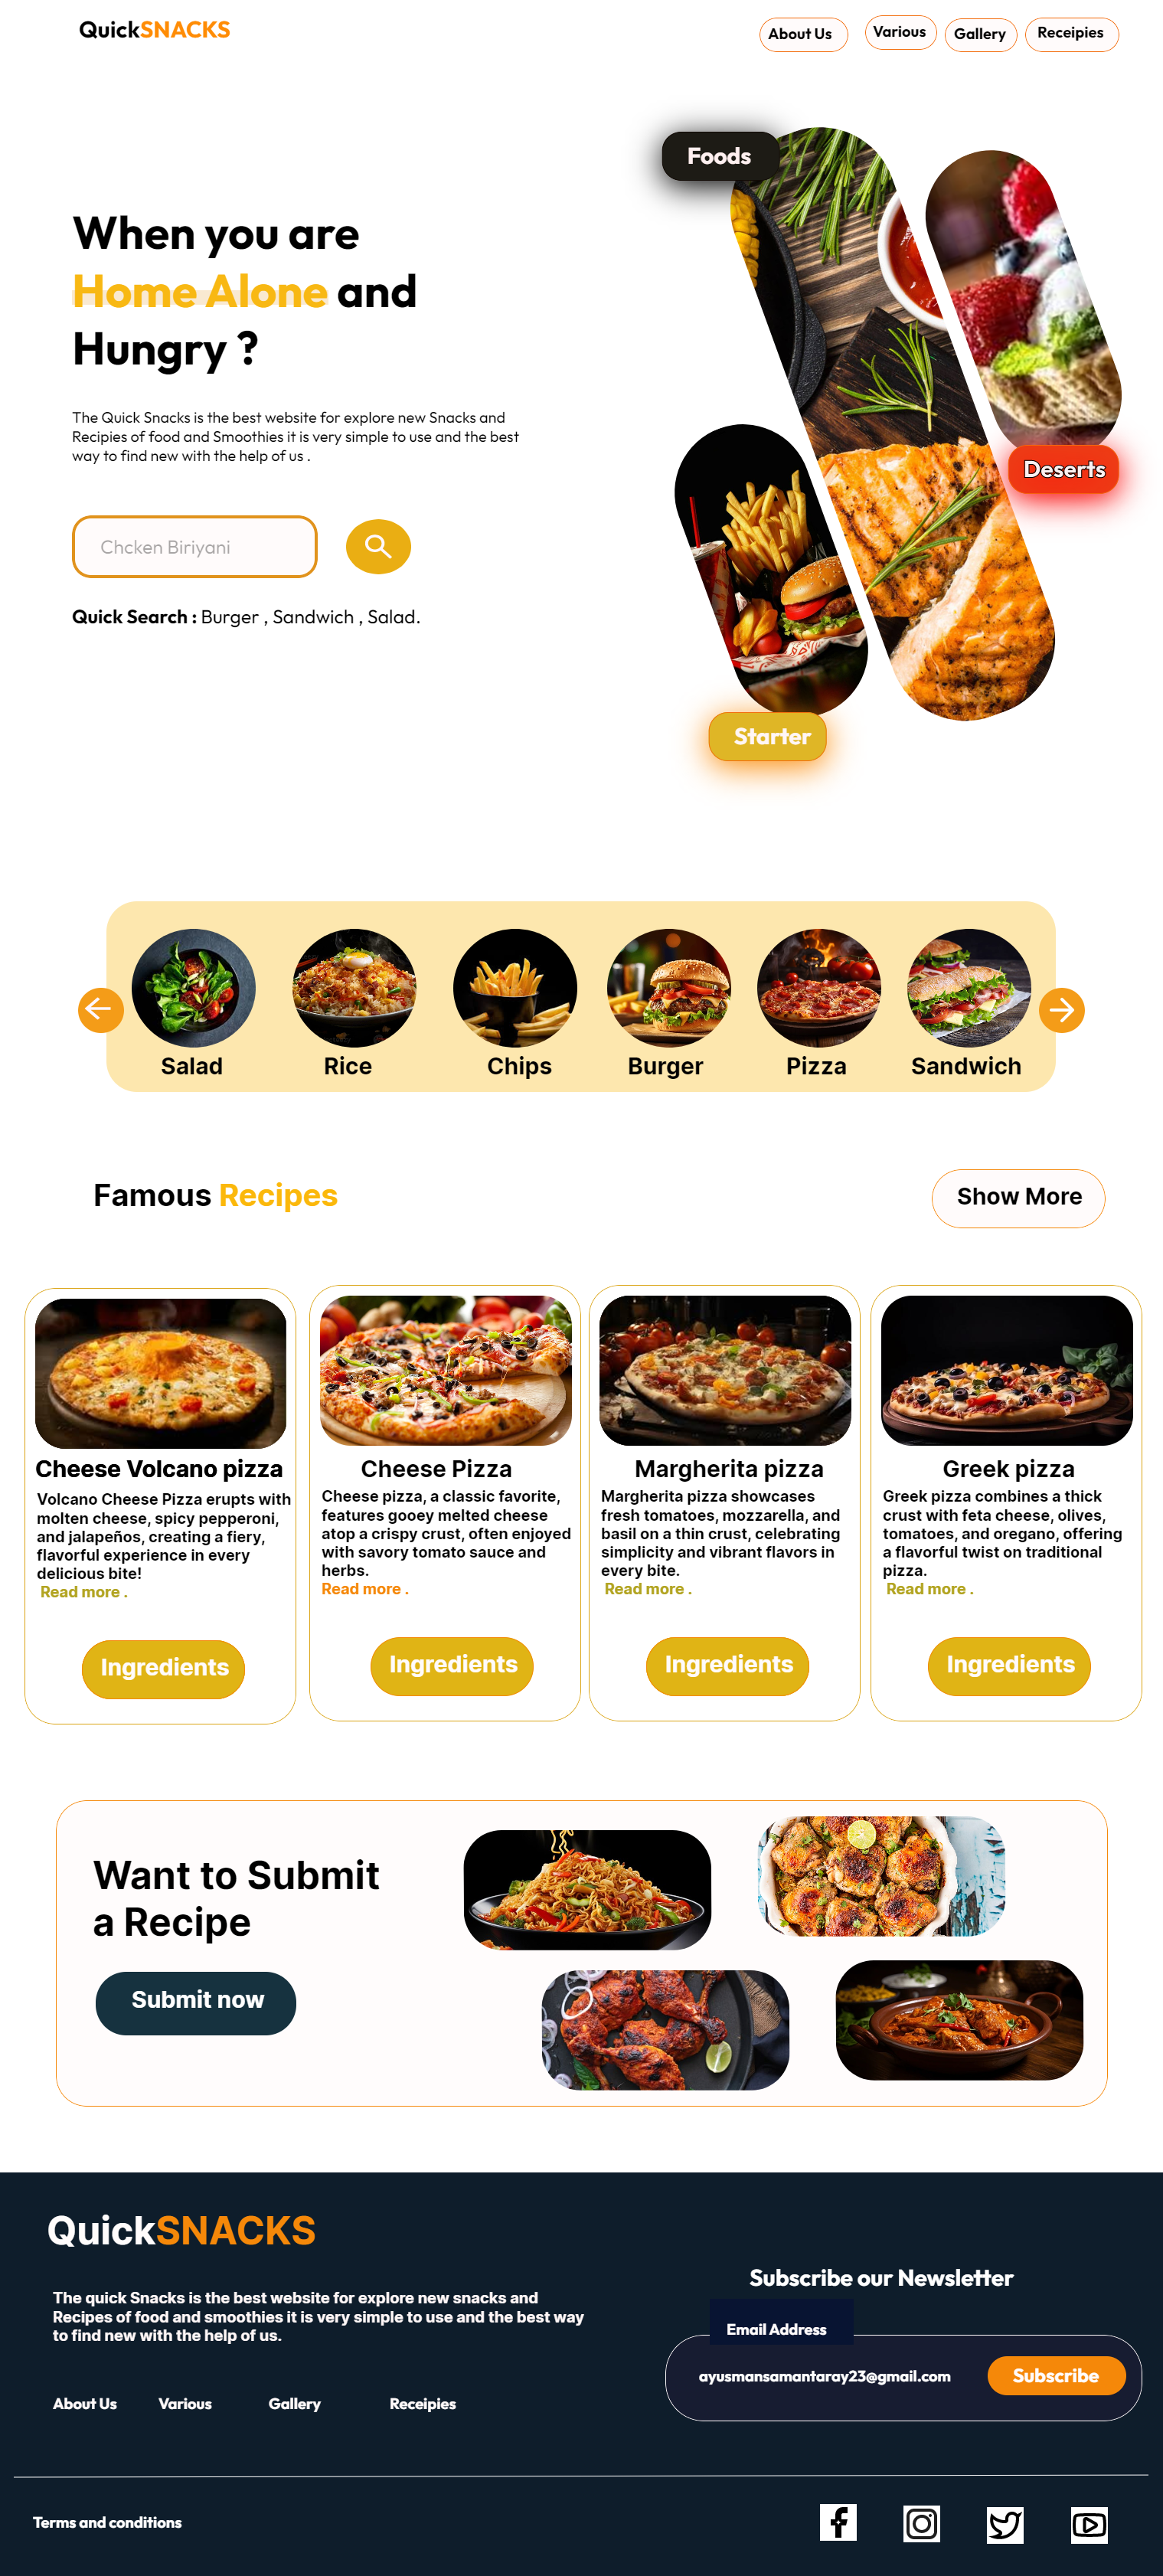 QuickSNACKS
About Us
Various
Gallery
Receipies
Foods
When you are
Home Alone and
Hungry ?
The Quick Snacks is the best website for explore new Snacks and
Recipies of food and Smoothies it is very simple to use and the best
way to find new with the help of us .
Deserts
Chcken Biriyani
Quick Search : Burger , Sandwich , Salad.
Starter
Salad
Rice
Chips
Burger
Pizza
Sandwich
Famous Recipes
Show More
Cheese Volcano pizza
Volcano Cheese Pizza erupts with
molten cheese, spicy pepperoni,
and jalapeños, creating a fiery,
flavorful experience in every
delicious bite!
Read more .
Ingredients
Cheese Pizza
Cheese pizza, a classic favorite,
features gooey melted cheese
atop a crispy crust, often enjoyed
with savory tomato sauce and
herbs.
Read more .
Ingredients
Margherita pizza
Margherita pizza showcases
fresh tomatoes, mozzarella, and
basil on a thin crust, celebrating
simplicity and vibrant flavors in
every bite.
Read more .
Ingredients
Greek pizza
Greek pizza combines a thick
crust with feta cheese, olives,
tomatoes, and oregano, offering
a flavorful twist on traditional
pizza.
Read more .
Ingredients
Want to Submit
a Recipe
Submit now
QuickSNACKS
The quick Snacks is the best website for explore new snacks and
Recipes of food and smoothies it is very simple to use and the best way
to find new with the help of us.
About Us
Various
Gallery
Receipies
Subscribe our Newsletter
Email Address
ayusmansamantaray23@gmail.com
Subscribe
Terms and conditions